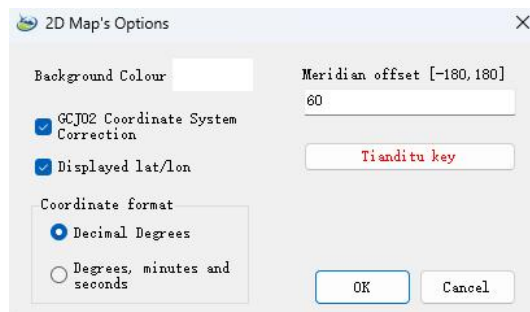 2D Map's Options
Background Colour
Meridian offset [-180,180]
60
GCJ02 Coordinate System
Correction
Tianditu key
Displayed lat/lon
Coordinate format
Decimal Degrees
Degrees, minutes and
seconds
OK
Cancel